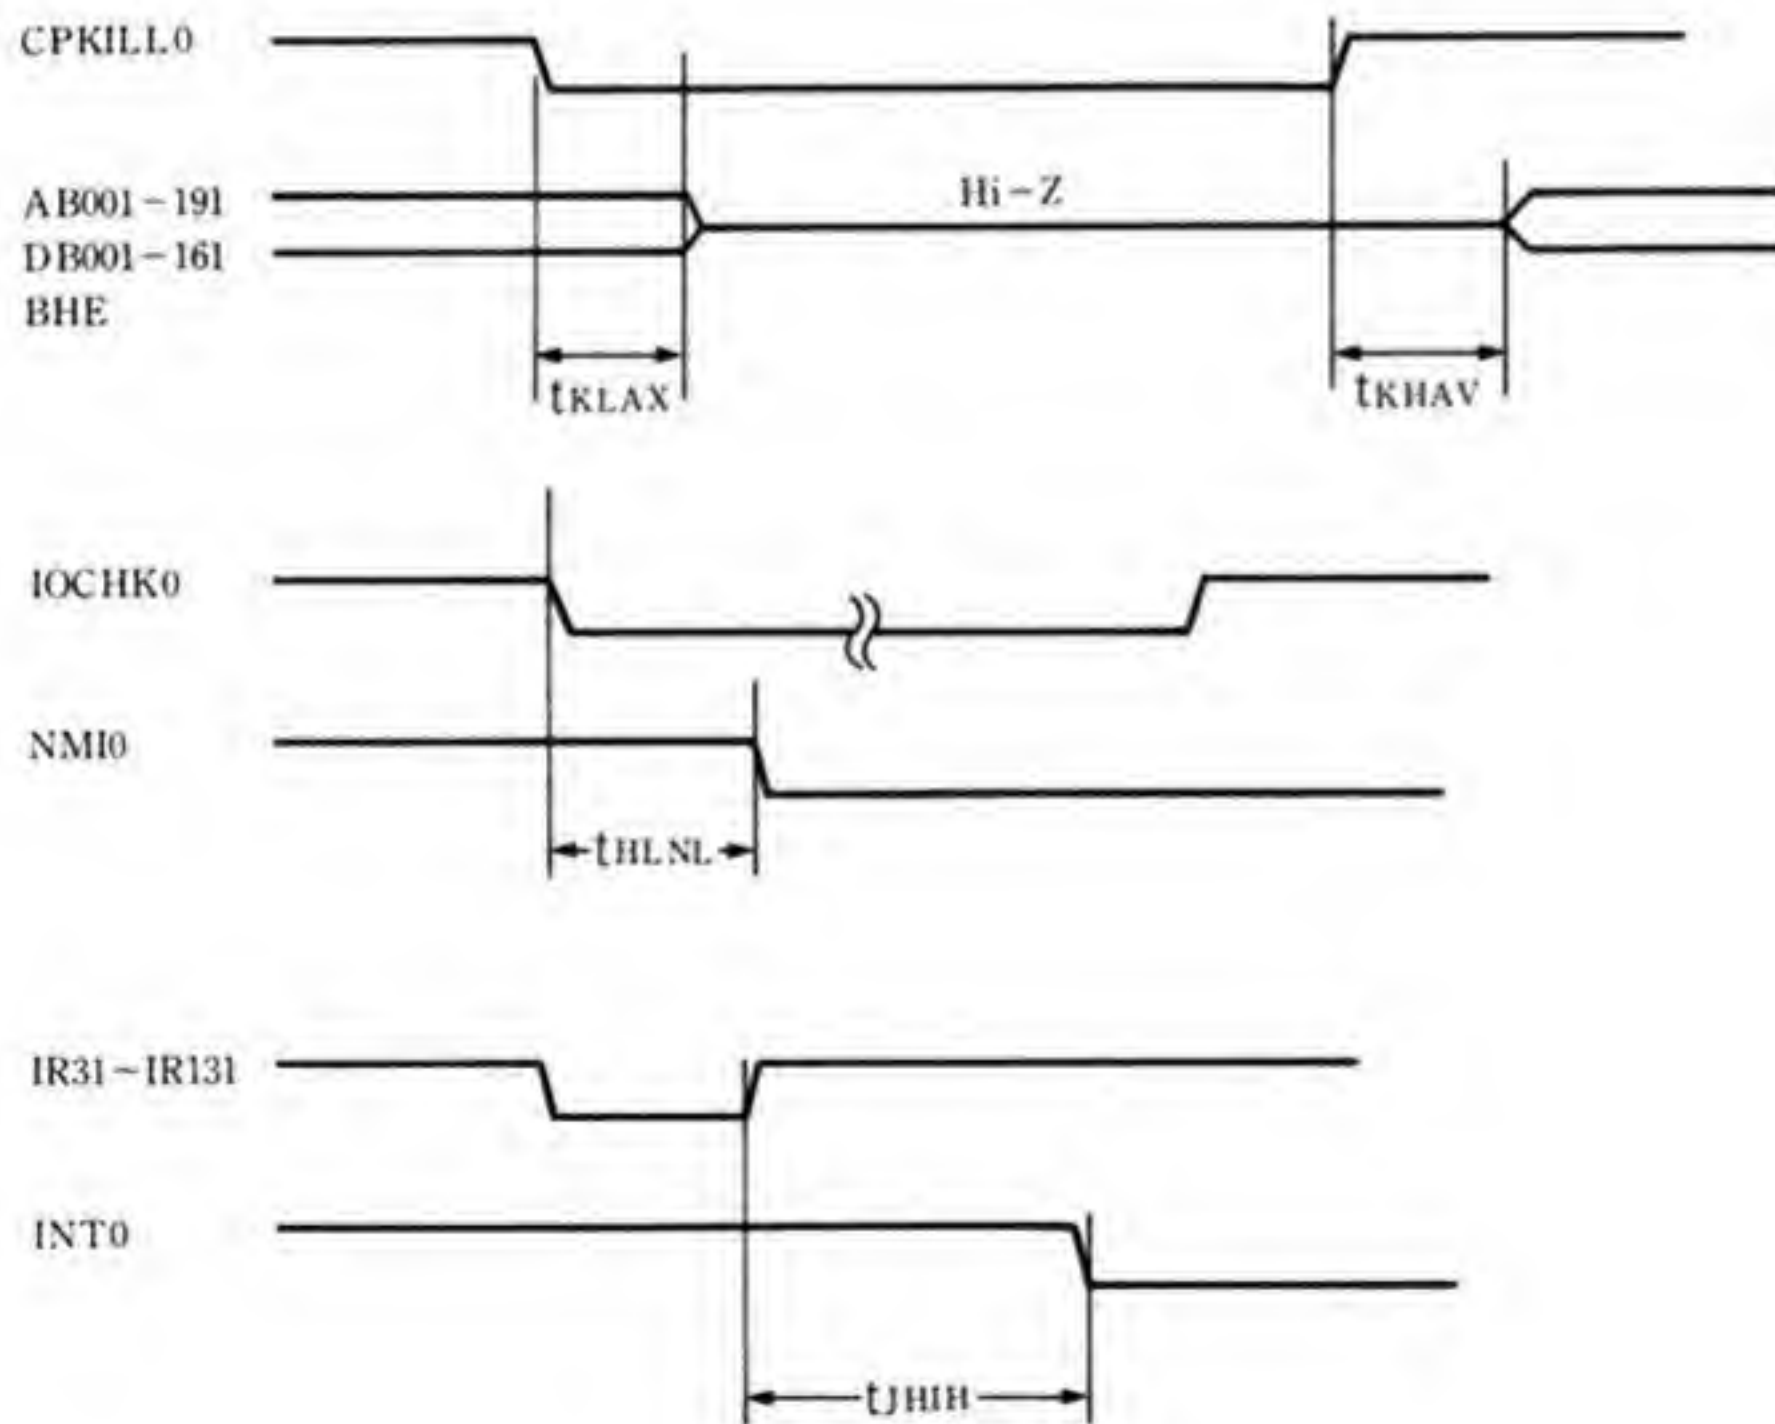 CPKILL0
AB001-191
Hi-Z
DB001-161
BHE
tKLAX
tKHAV
IOCHK0
NMI0
tHLNL
IR31~IR131
INT0
tJHIH